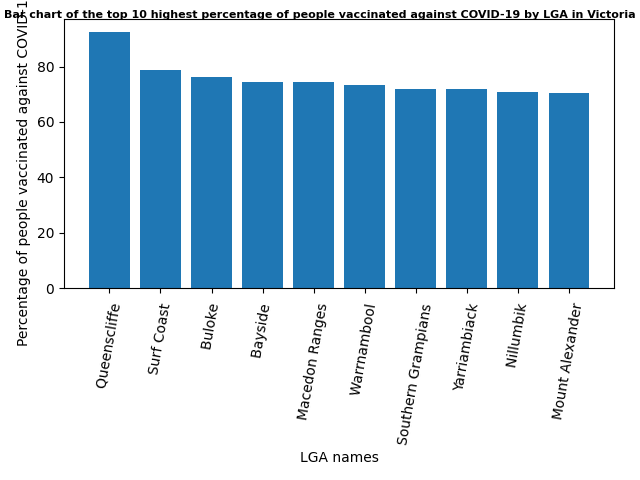 Bar chart of the top 10 highest percentage of people vaccinated against COVID-19 by LGA in Victoria
Percentage of people vaccinated against COVID-1
80
60
40
20
0
Queenscliffe
Surf Coast
Buloke
Bayside
Macedon Ranges
Warrnambool
Southern Grampians
Yarriambiack
Nillumbik
Mount Alexander
LGA names